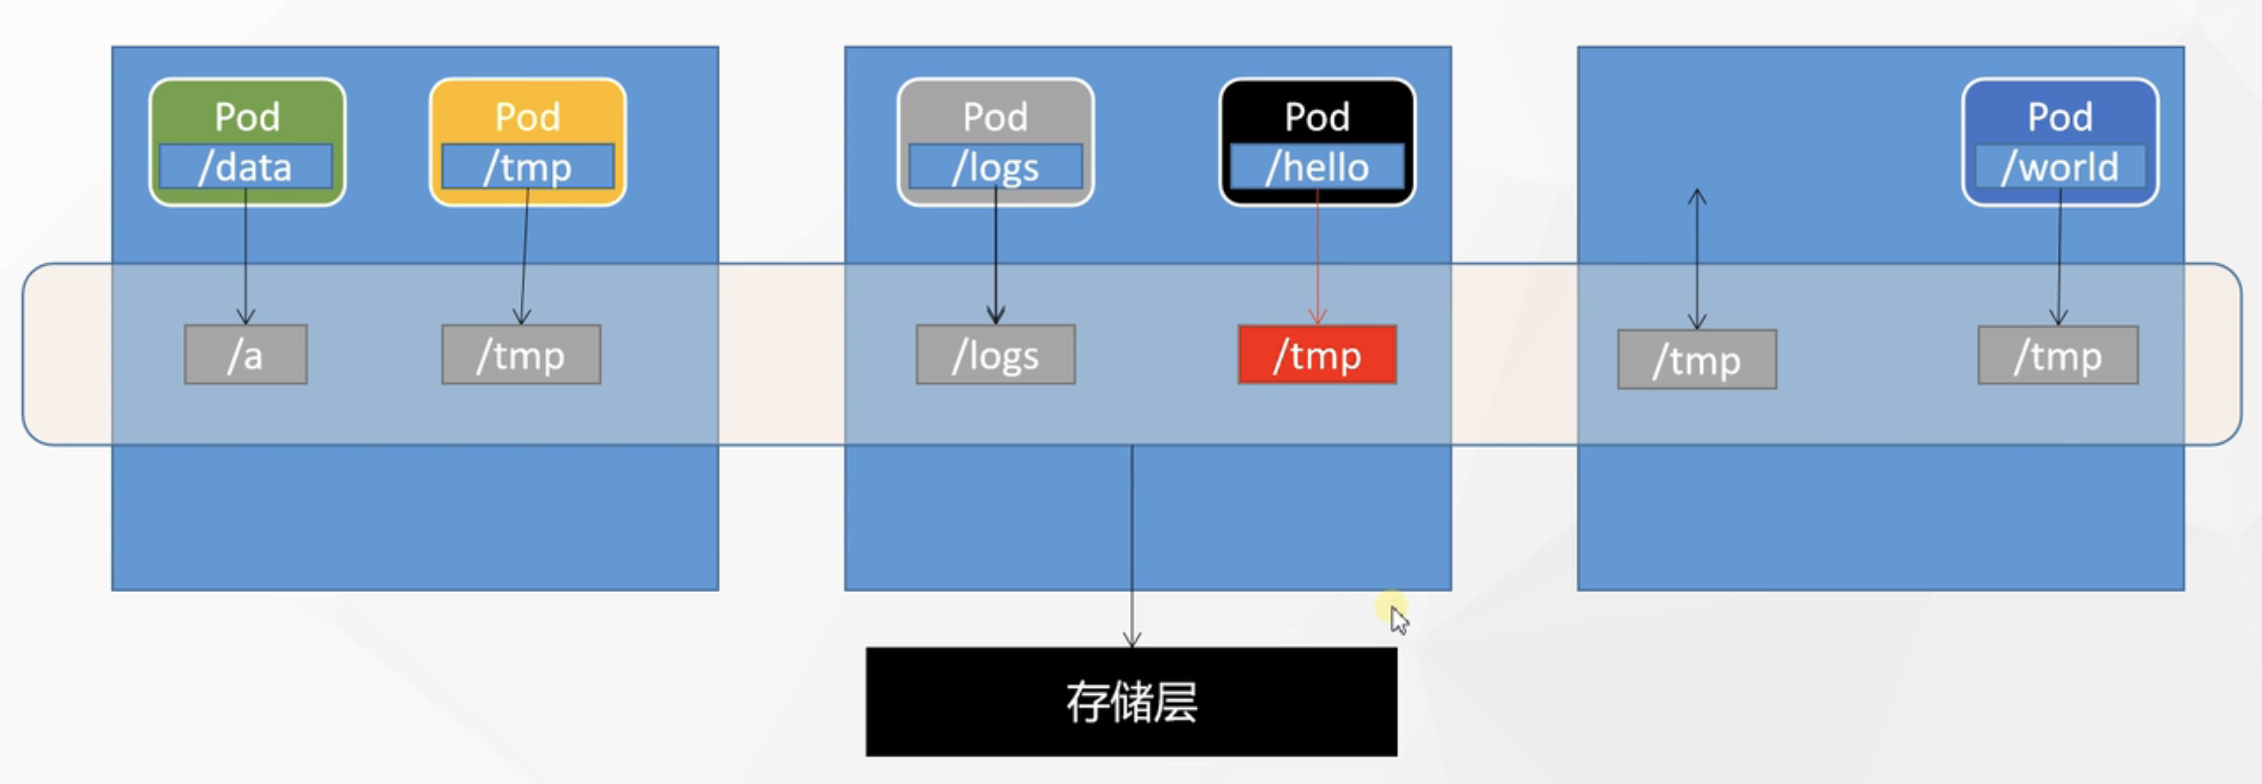 Pod
/data
Pod
/tmp
Pod
/logs
Pod
/hello
Pod
/world
/a
/tmp
/logs
/tmp
/tmp
/tmp
存储层